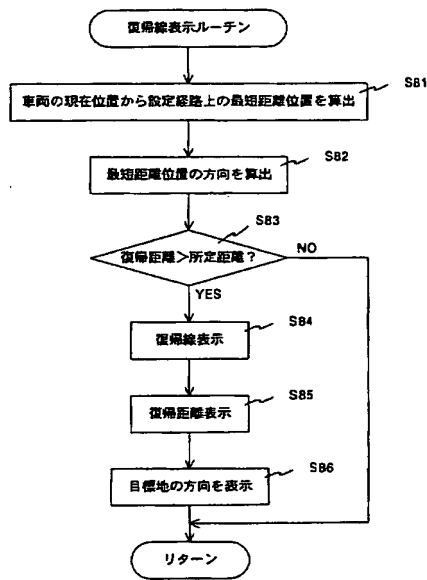 復帰線表示ルーチン
S81
車両の現在位置から設定経路上の最短距離位置を算出
S82
最短距離位置の方向を算出
S83
復帰距離>所定距離?
NO
YES
S84
復帰線表示
S85
復帰距離表示
S86
目標地の方向を表示
リターン